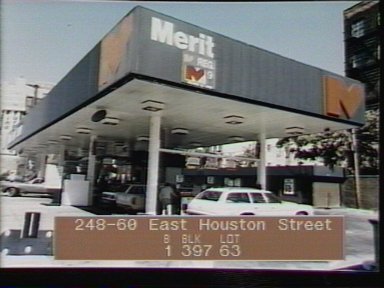 Merit
248-60 East Houston Street
B BLK LOT
1 397 63